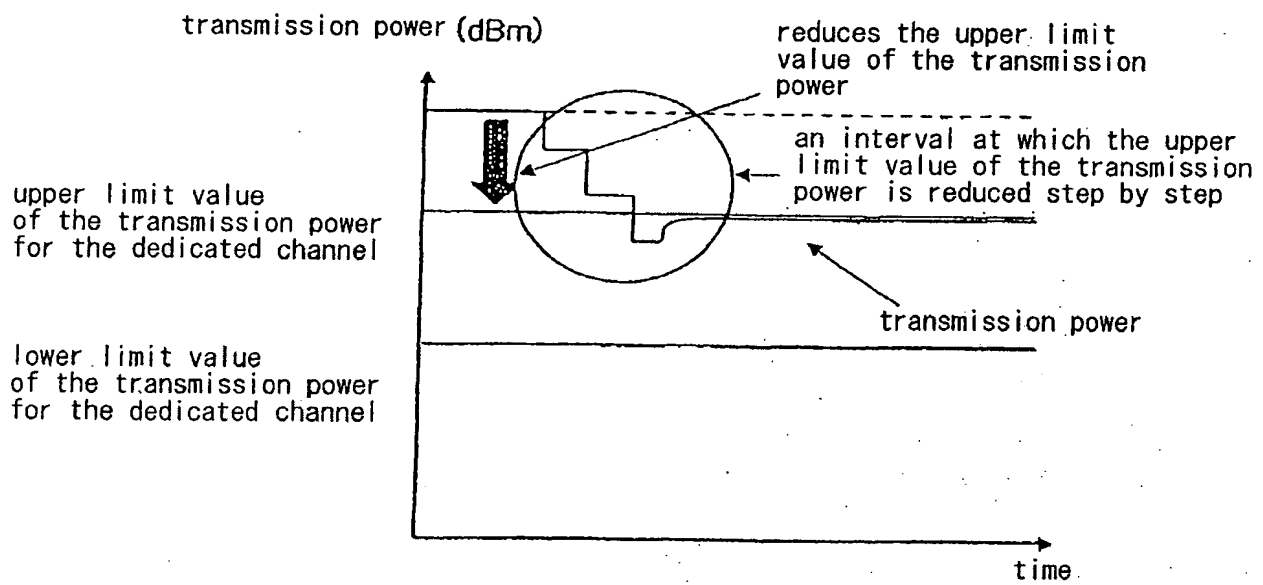 transmission power (dBm)
reduces the upper limit
value of the transmission
power
an interval at which the upper
limit value of the transmission
power is reduced step by step
upper limit value
of the transmission power
for the dedicated channel
transmission power
lower limit value
of the transmission power
for the dedicated channel
time